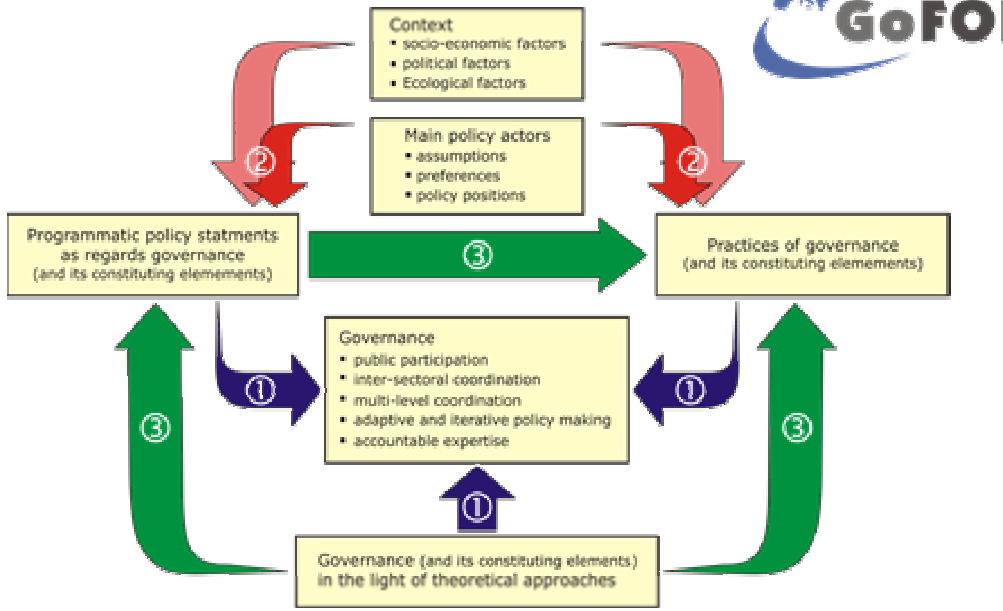 GoFO
Context
▪ socio-economic factors
▪ political factors
▪ Ecological factors
Main policy actors
▪ assumptions
▪ preferences
▪ policy positions
②
②
Programmatic policy statments
as regards governance
(and its constituting elemements)
③
Practices of governance
(and its constituting elemements)
Governance
▪ public participation
▪ inter-sectoral coordination
▪ multi-level coordination
▪ adaptive and iterative policy making
▪ accountable expertise
①
①
③
③
①
Governance (and its constituting elements)
in the light of theoretical approaches